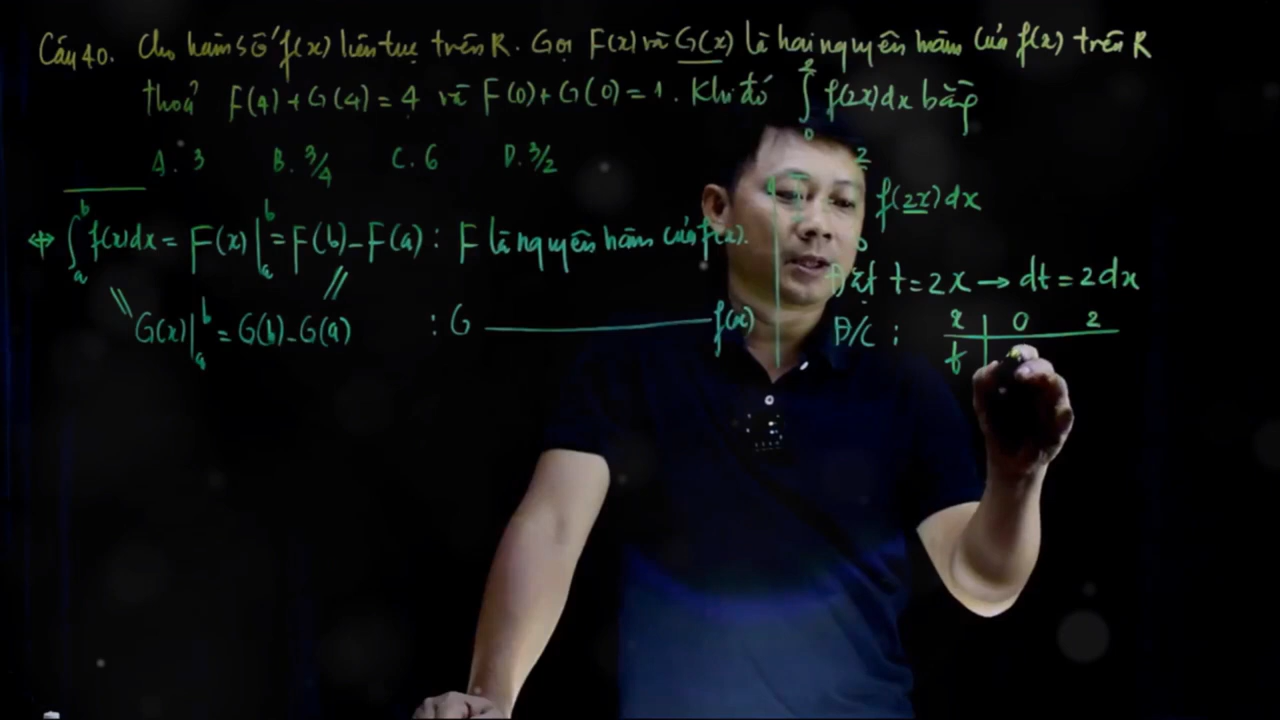 Câu 40. Cho hàm số f(x) liên tục trên R. Gọi F(x) và G(x) là hai nguyên hàm của f(x) trên R
thoả F(4) + G(4) = 4 và F(0) + G(0) = 1. Khi đó ∫₀² f(2x)dx bằng
A. 3 B. 3/4 C. 6 D. 3/2
⇔ ∫ₐᵇ f(x)dx = F(x)|ₐᵇ = F(b) - F(a) : F là nguyên hàm của f(x).
G(x)|ₐᵇ = G(b) - G(a) : G ——— f(x)
2
0
f(2x)dx
Đặt t = 2x → dt = 2dx
Đ/C : x 0 2
t